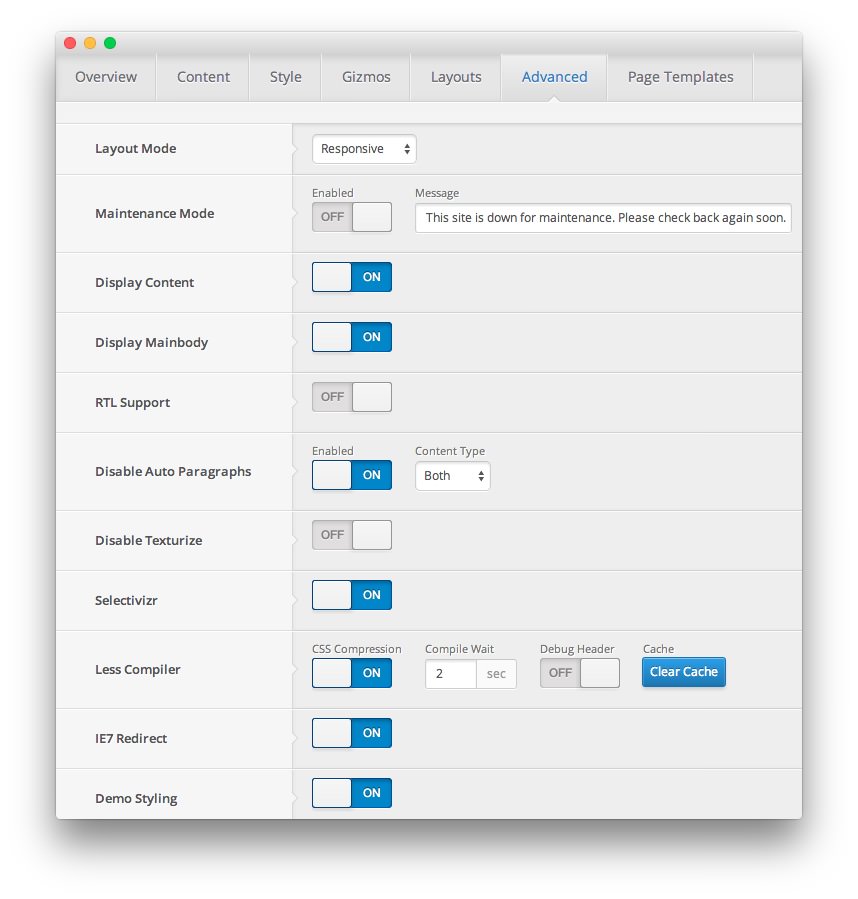 Overview Content Style Gizmos Layouts Advanced Page Templates
Layout Mode Responsive
Enabled Message
Maintenance Mode OFF This site is down for maintenance. Please check back again soon.
Display Content ON
Display Mainbody ON
RTL Support OFF
Enabled Content Type
Disable Auto Paragraphs ON Both
Disable Texturize OFF
Selectivizr ON
CSS Compression Compile Wait Debug Header Cache
Less Compiler ON 2 sec OFF Clear Cache
IE7 Redirect ON
Demo Styling ON